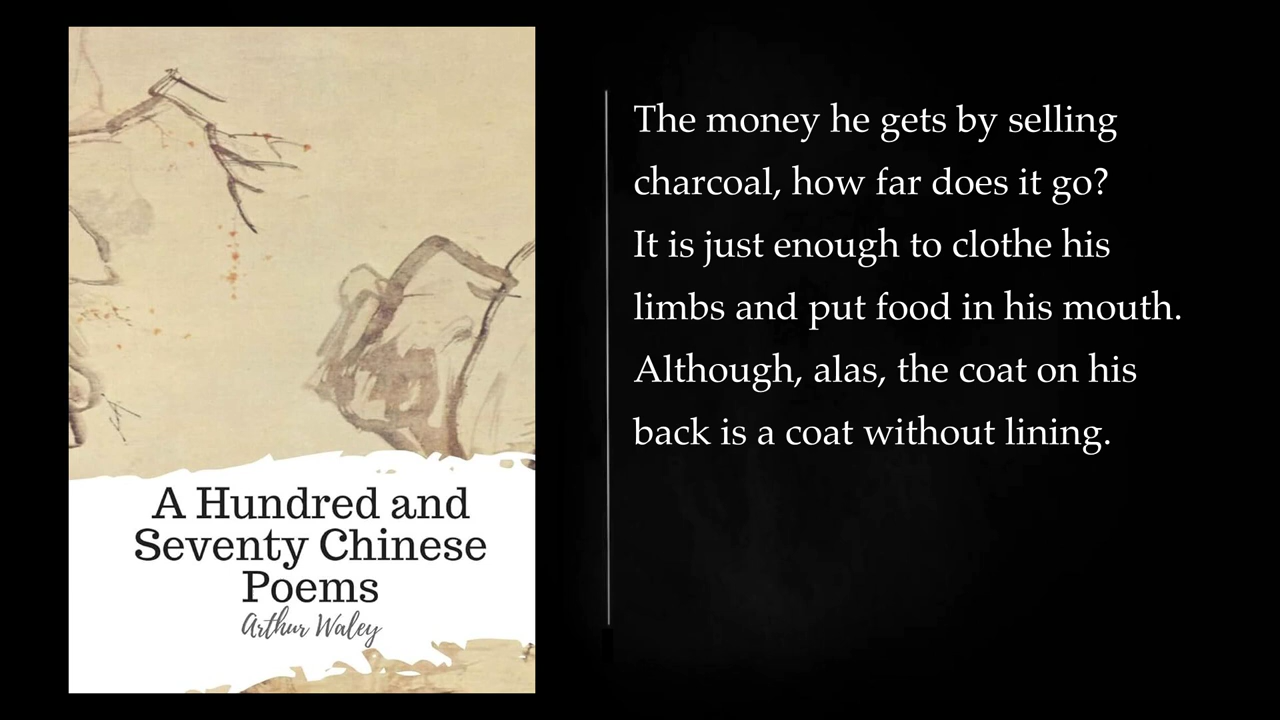 A Hundred and
Seventy Chinese
Poems
Arthur Waley
The money he gets by selling
charcoal, how far does it go?
It is just enough to clothe his
limbs and put food in his mouth.
Although, alas, the coat on his
back is a coat without lining.